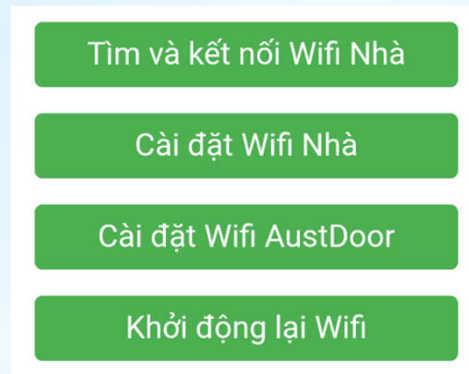 Tìm và kết nối Wifi Nhà
Cài đặt Wifi Nhà
Cài đặt Wifi AustDoor
Khởi động lại Wifi